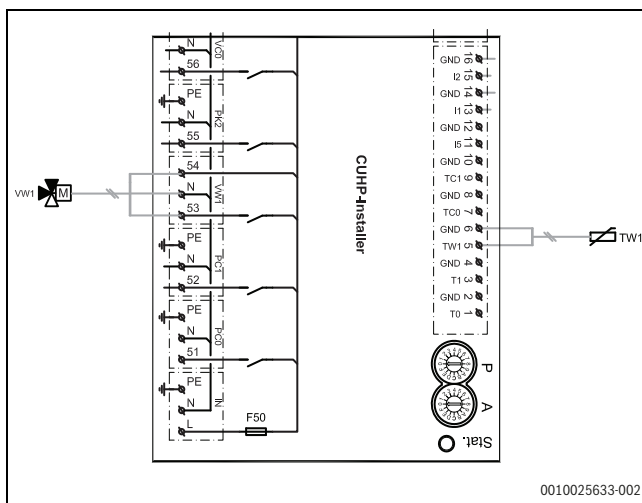 N
VC0
56
PE
N
PK2
55
54
N
VW1
53
PE
N
PC1
52
PE
N
PC0
51
PE
N
IN
L
F50
VW1
M
CUHP-Installer
GND 16
I2 15
GND 14
I1 13
GND 12
I5 11
GND 10
TC1 9
GND 8
TC0 7
GND 6
TW1 5
GND 4
T1 3
GND 2
T0 1
TW1
P
A
Stat.
0010025633-002